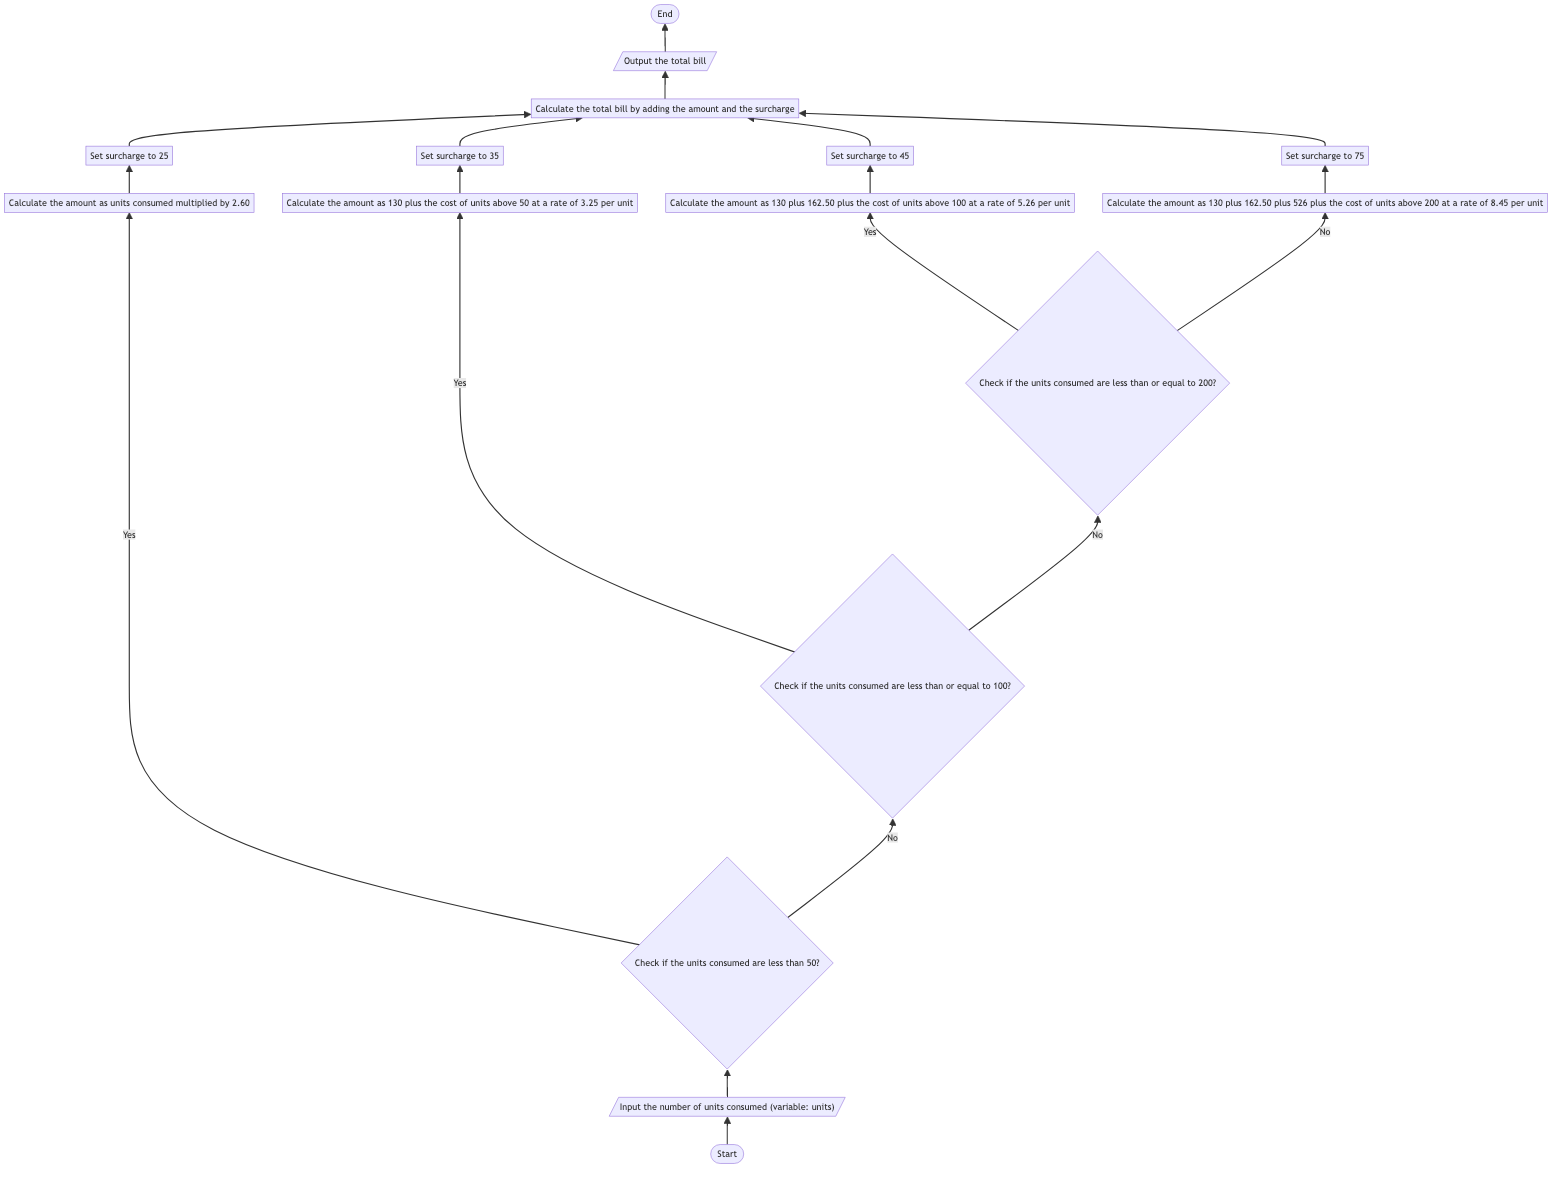 End
Output the total bill
Calculate the total bill by adding the amount and the surcharge
Set surcharge to 25
Set surcharge to 35
Set surcharge to 45
Set surcharge to 75
Calculate the amount as units consumed multiplied by 2.60
Calculate the amount as 130 plus the cost of units above 50 at a rate of 3.25 per unit
Calculate the amount as 130 plus 162.50 plus the cost of units above 100 at a rate of 5.26 per unit
Calculate the amount as 130 plus 162.50 plus 526 plus the cost of units above 200 at a rate of 8.45 per unit
Yes
No
Yes
Check if the units consumed are less than or equal to 200?
Yes
No
Check if the units consumed are less than or equal to 100?
No
Check if the units consumed are less than 50?
Input the number of units consumed (variable: units)
Start